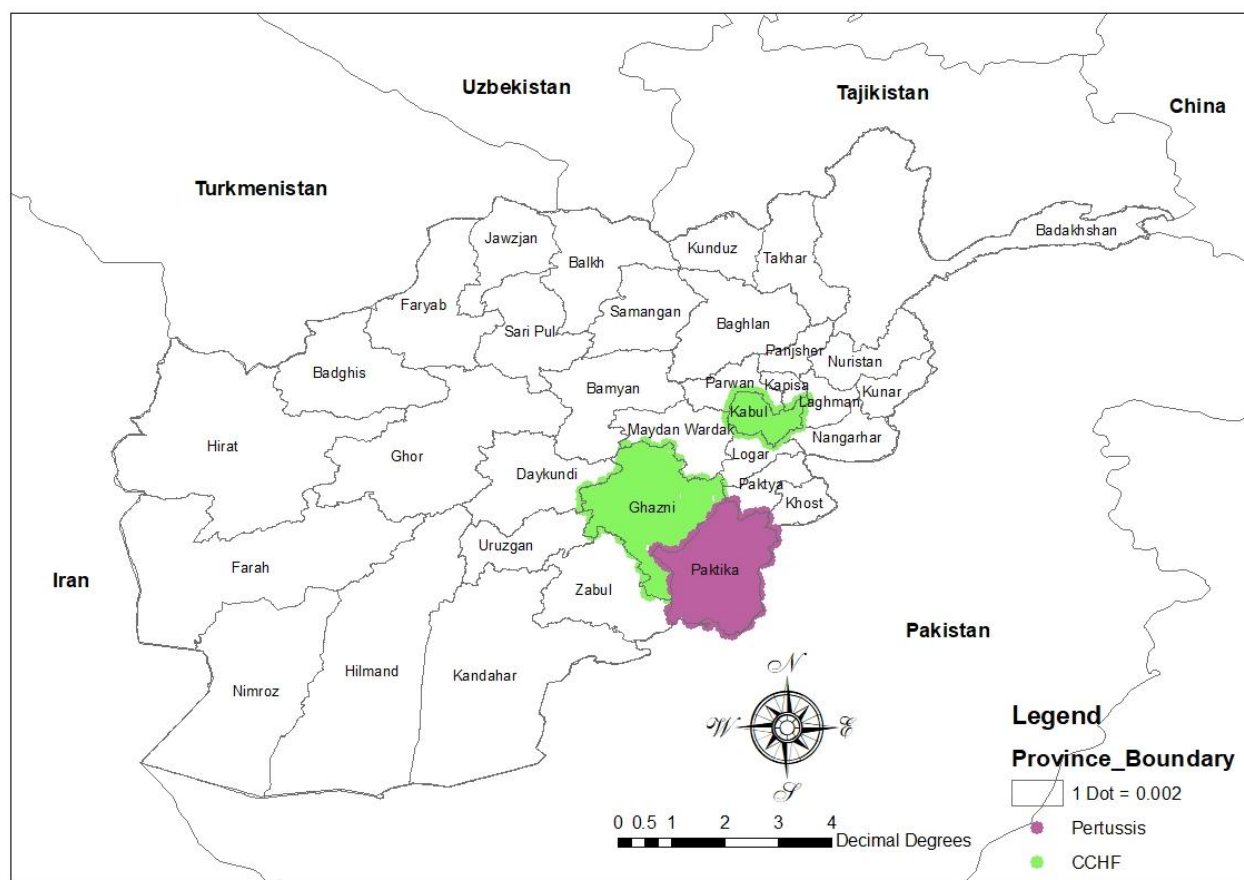 Uzbekistan
Tajikistan
China
Turkmenistan
Badakhshan
Jawzjan
Kunduz
Takhar
Balkh
Faryab
Samangan
Baghlan
Sari Pul
Panjsher
Nuristan
Badghis
Bamyan
Parwan
Kapisa
Kunar
Laghman
Kabul
Maydan Wardak
Nangarhar
Hirat
Ghor
Logar
Daykundi
Paktya
Khost
Ghazni
Uruzgan
Iran
Farah
Paktika
Zabul
Pakistan
Hilmand
Kandahar
Nimroz
N
W
E
S
Legend
Province_Boundary
1 Dot = 0.002
Pertussis
CCHF
0 0.5 1 2 3 4
Decimal Degrees